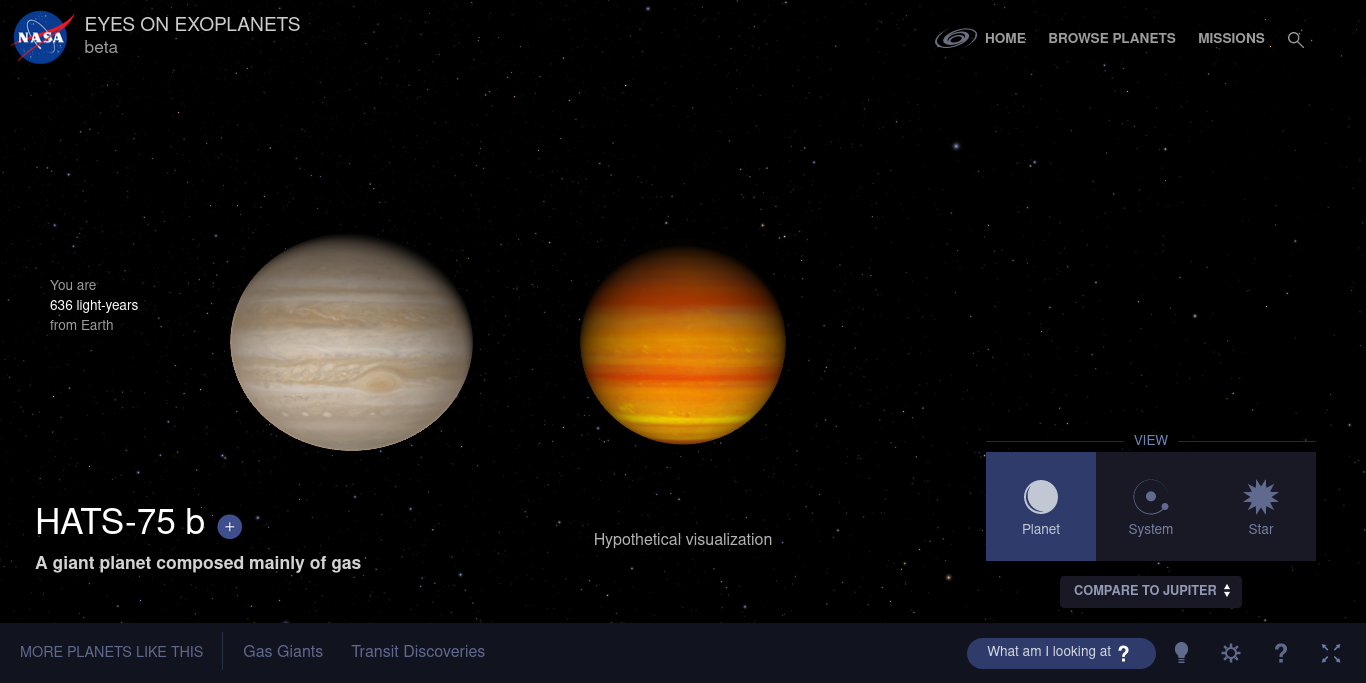 NASA
EYES ON EXOPLANETS
beta
HOME
BROWSE PLANETS
MISSIONS
You are
636 light-years
from Earth
HATS-75 b +
A giant planet composed mainly of gas
Hypothetical visualization
VIEW
Planet
System
Star
COMPARE TO JUPITER
MORE PLANETS LIKE THIS
Gas Giants
Transit Discoveries
What am I looking at ?
?